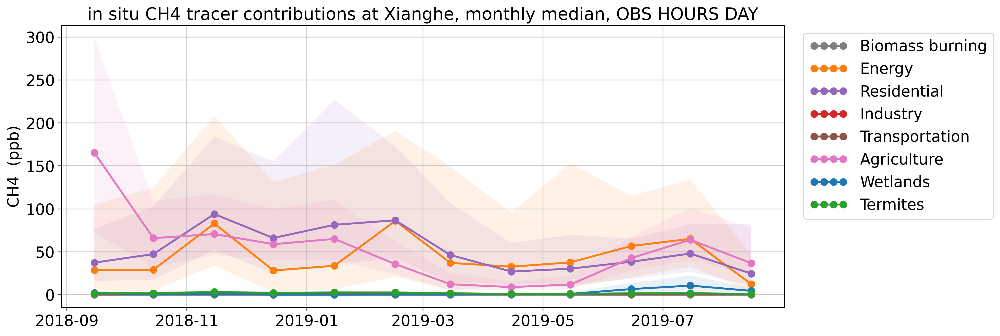 in situ CH4 tracer contributions at Xianghe, monthly median, OBS HOURS DAY
CH4 (ppb)
300
250
200
150
100
50
0
2018-09
2018-11
2019-01
2019-03
2019-05
2019-07
Biomass burning
Energy
Residential
Industry
Transportation
Agriculture
Wetlands
Termites